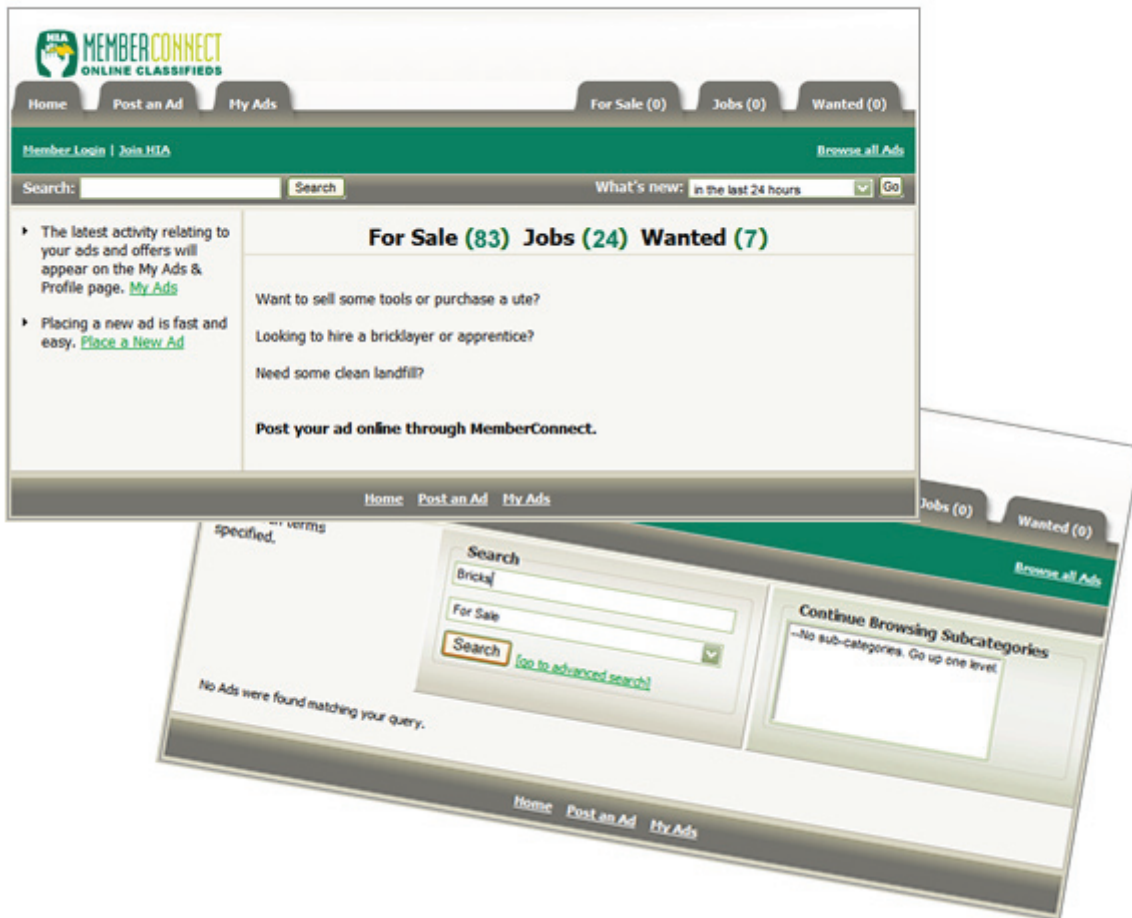 HIA
MEMBERCONNECT
ONLINE CLASSIFIEDS
Home Post an Ad My Ads For Sale (0) Jobs (0) Wanted (0)
Member Login | Join HIA Browse all Ads
Search: Search What's new: in the last 24 hours Go
The latest activity relating to
your ads and offers will
appear on the My Ads &
Profile page. My Ads
Placing a new ad is fast and
easy. Place a New Ad
For Sale (83) Jobs (24) Wanted (7)
Want to sell some tools or purchase a ute?
Looking to hire a bricklayer or apprentice?
Need some clean landfill?
Post your ad online through MemberConnect.
Home Post an Ad My Ads
Jobs (0) Wanted (0)
Browse all Ads
terms
specified.
Search
Bricks
For Sale
Search [go to advanced search]
Continue Browsing Subcategories
--No sub-categories. Go up one level.
No Ads were found matching your query.
Home Post an Ad My Ads